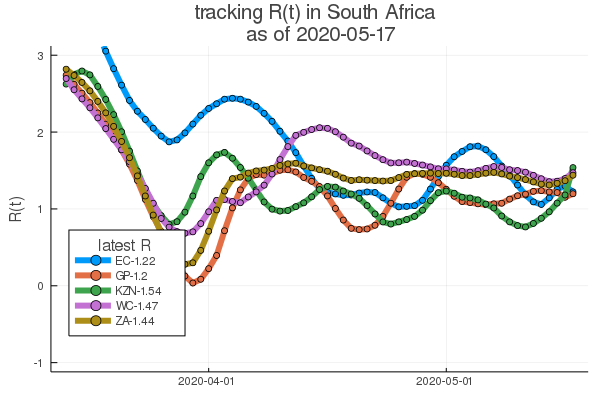 tracking R(t) in South Africa
as of 2020-05-17
3
2
1
0
-1
R(t)
latest R
EC-1.22
GP-1.2
KZN-1.54
WC-1.47
ZA-1.44
2020-04-01
2020-05-01